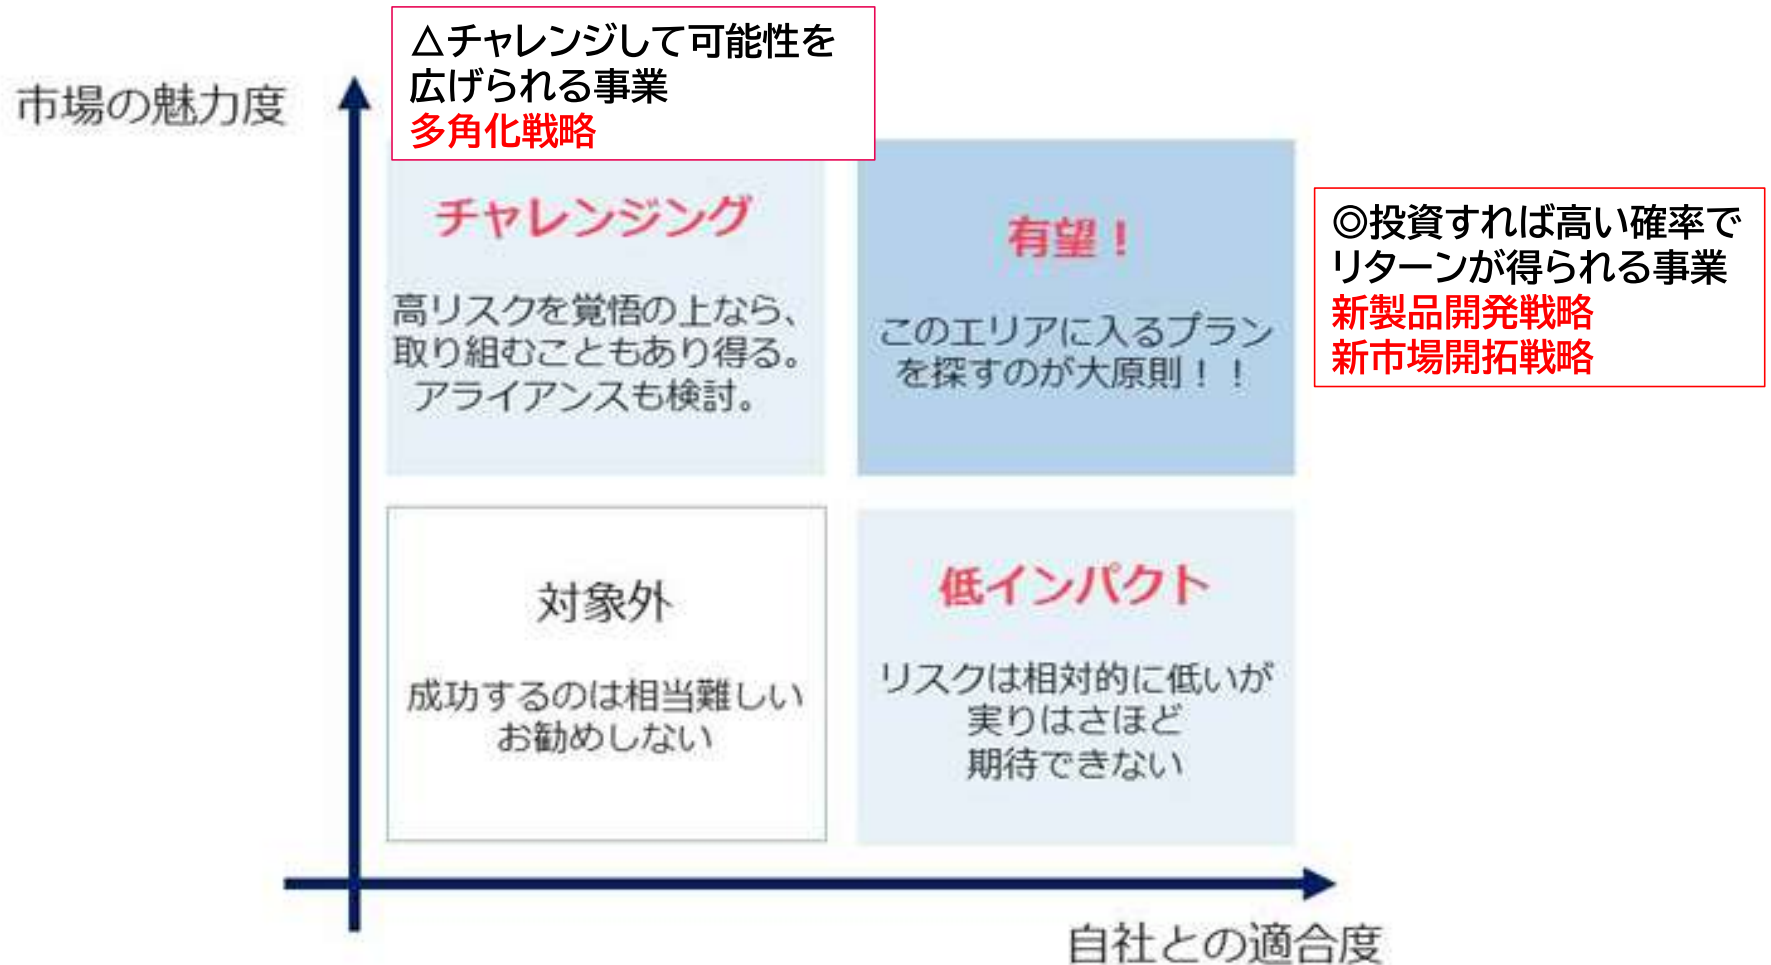 △チャレンジして可能性を
広げられる事業
多角化戦略
市場の魅力度
チャレンジング
高リスクを覚悟の上なら、
取り組むこともあり得る。
アライアンスも検討。
有望！
このエリアに入るプラン
を探すのが大原則！！
◎投資すれば高い確率で
リターンが得られる事業
新製品開発戦略
新市場開拓戦略
対象外
成功するのは相当難しい
お勧めしない
低インパクト
リスクは相対的に低いが
実りはさほど
期待できない
自社との適合度